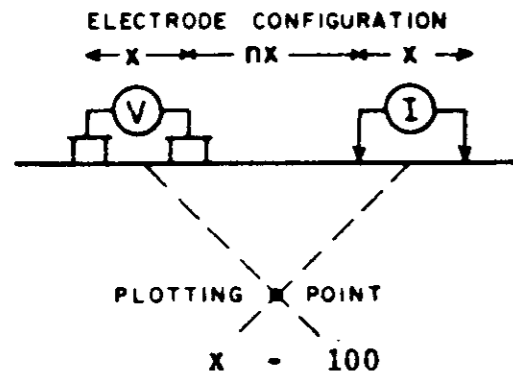 ELECTRODE CONFIGURATION
X nX X
V I
PLOTTING POINT
X - 100